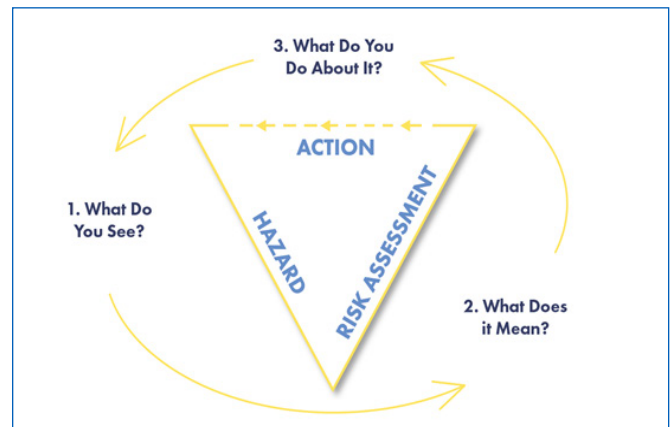 3. What Do You
Do About It?
ACTION
1. What Do
You See?
HAZARD
RISK ASSESSMENT
2. What Does
it Mean?